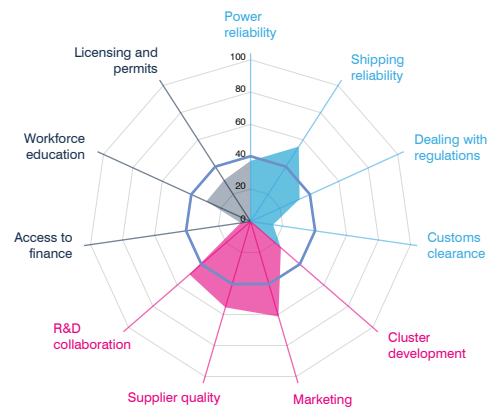 Power
reliability
Licensing and
permits
Shipping
reliability
100
80
60
40
20
0
Workforce
education
Dealing with
regulations
Access to
finance
Customs
clearance
R&D
collaboration
Cluster
development
Supplier quality
Marketing